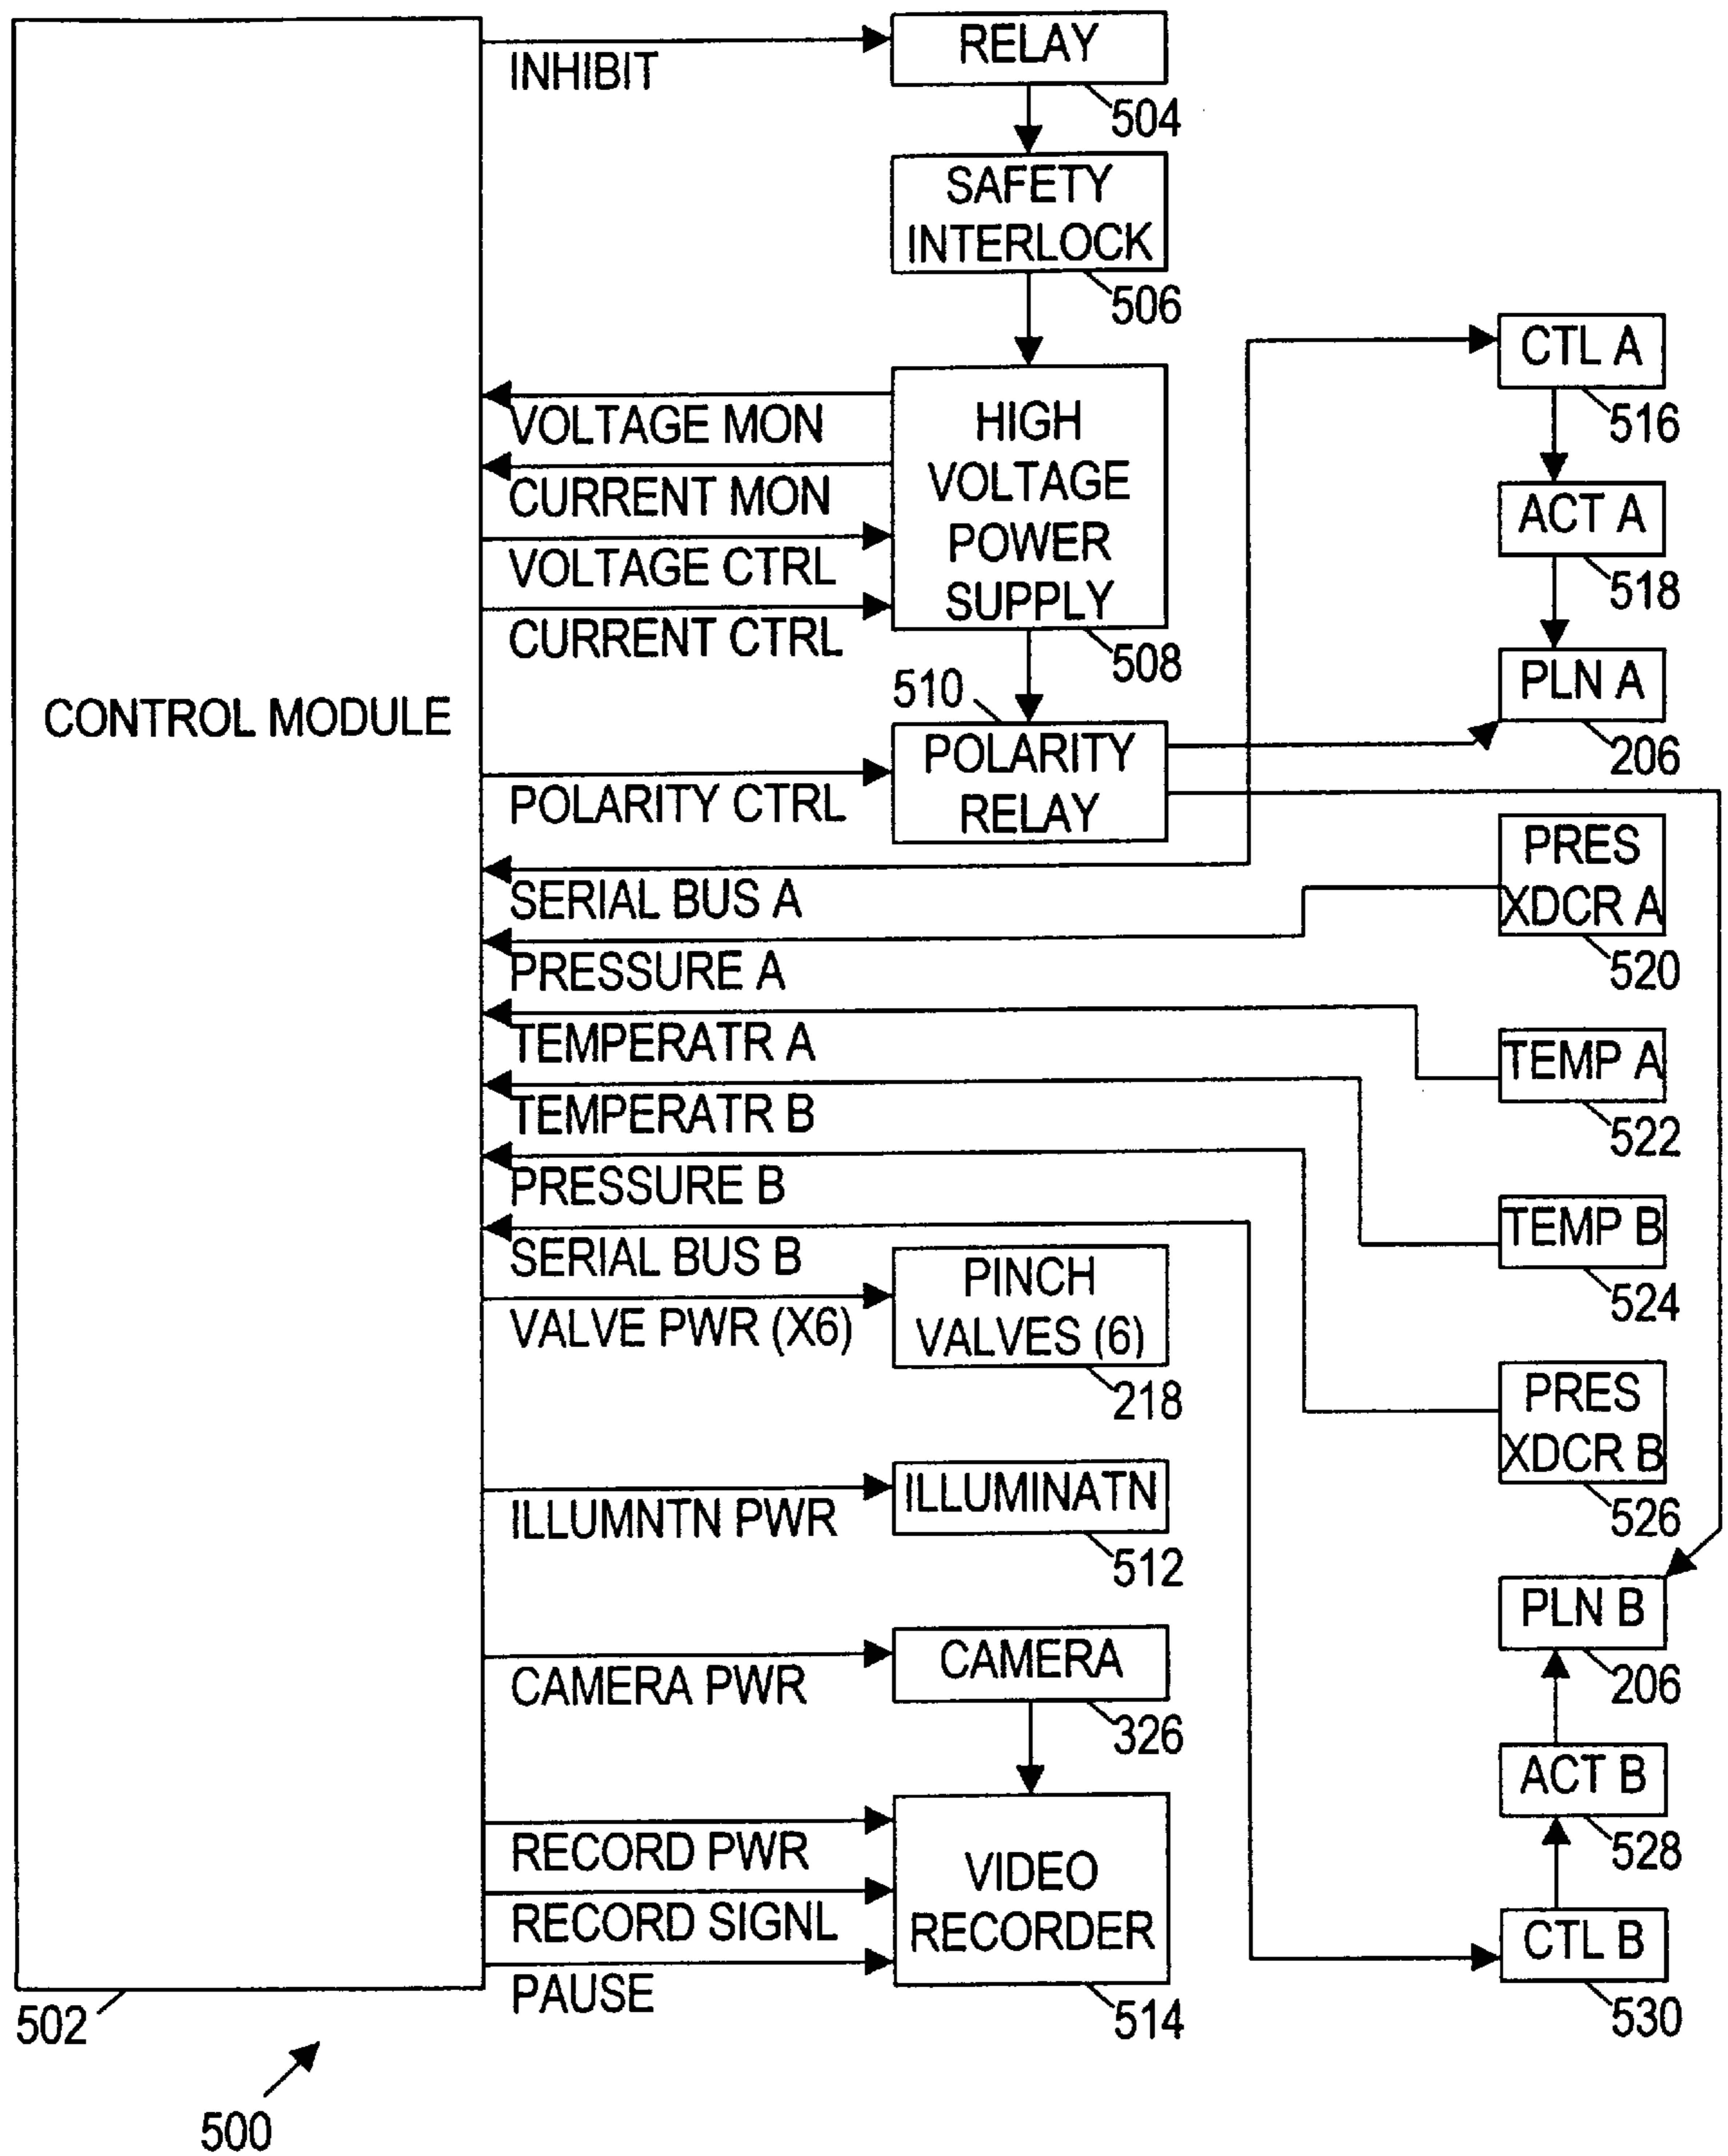 RELAY
INHIBIT
504
SAFETY
INTERLOCK
506
CTL A
516
VOLTAGE MON
HIGH
VOLTAGE
POWER
SUPPLY
CURRENT MON
VOLTAGE CTRL
CURRENT CTRL
508
ACT A
518
PLN A
206
CONTROL MODULE
510
POLARITY
RELAY
POLARITY CTRL
SERIAL BUS A
PRES
XDCR A
520
PRESSURE A
TEMPERATR A
TEMP A
522
TEMPERATR B
PRESSURE B
TEMP B
524
SERIAL BUS B
PINCH
VALVES (6)
218
VALVE PWR (X6)
PRES
XDCR B
526
ILLUMINATN
512
ILLUMNTN PWR
PLN B
206
CAMERA
326
CAMERA PWR
ACT B
528
RECORD PWR
VIDEO
RECORDER
514
RECORD SIGNL
PAUSE
CTL B
530
502
500